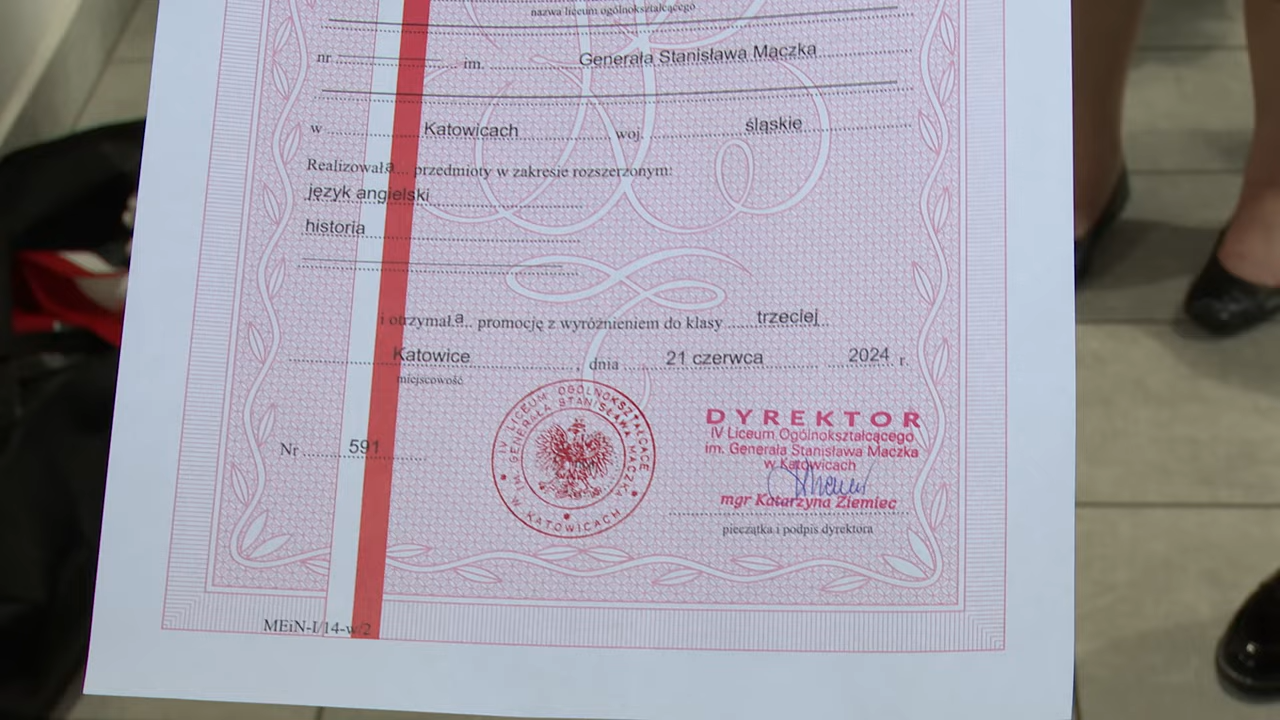 nazwa liceum ogólnokształcącego
nr .......... im. Generała Stanisława Maczka
w Katowicach woj. śląskie
Realizowała... przedmioty w zakresie rozszerzonym:
język angielski
historia
i otrzymała.. promocję z wyróżnieniem do klasy ...... trzeciej..
Katowice, dnia 21 czerwca 2024 r.
miejscowość
Nr 591
IV LICEUM OGÓLNOKSZTAŁCĄCE
IM. GENERAŁA STANISŁAWA MACZKA
W KATOWICACH
DYREKTOR
IV Liceum Ogólnokształcącego
im. Generała Stanisława Maczka
w Katowicach
mgr Katarzyna Ziemiec
pieczątka i podpis dyrektora
MEiN-I/14-w/2